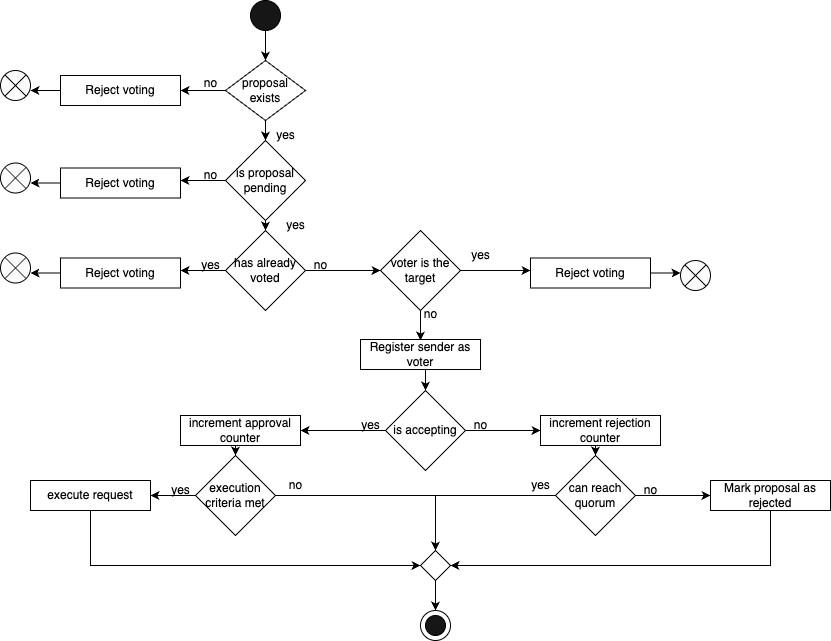 proposal
exists
no
Reject voting
yes
is proposal
pending
no
Reject voting
yes
has already
voted
yes
Reject voting
no
voter is the
target
yes
Reject voting
no
Register sender as
voter
is accepting
yes
no
increment approval
counter
increment rejection
counter
execution
criteria met
yes
no
execute request
can reach
quorum
yes
no
Mark proposal as
rejected